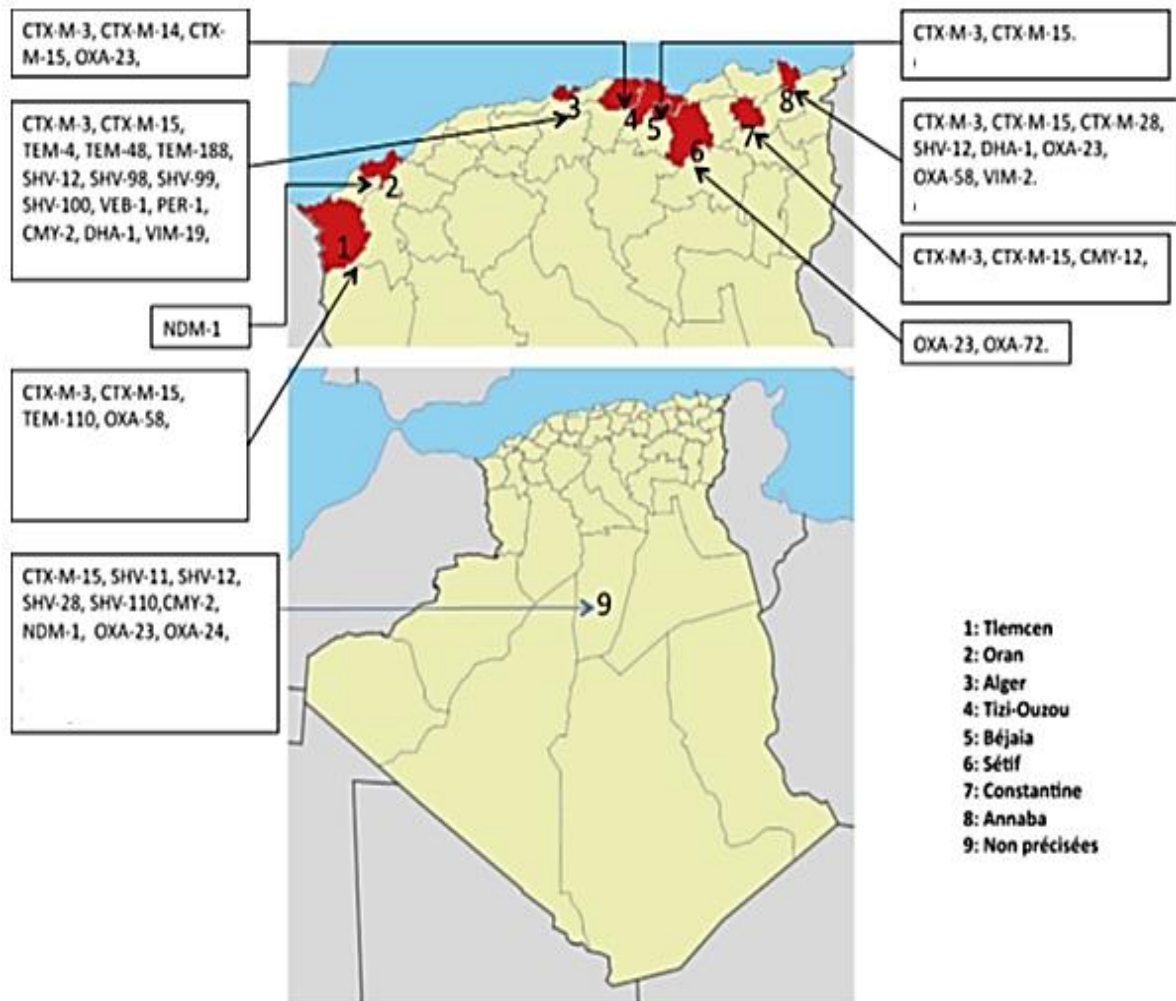 CTX-M-3, CTX-M-14, CTX-
M-15, OXA-23,
CTX-M-3, CTX-M-15,
TEM-4, TEM-48, TEM-188,
SHV-12, SHV-98, SHV-99,
SHV-100, VEB-1, PER-1,
CMY-2, DHA-1, VIM-19,
NDM-1
CTX-M-3, CTX-M-15,
TEM-110, OXA-58,
CTX-M-15, SHV-11, SHV-12,
SHV-28, SHV-110,CMY-2,
NDM-1, OXA-23, OXA-24,
1
2
3
4
5
6
7
8
9
CTX-M-3, CTX-M-15.
CTX-M-3, CTX-M-15, CTX-M-28,
SHV-12, DHA-1, OXA-23,
OXA-58, VIM-2.
CTX-M-3, CTX-M-15, CMY-12,
OXA-23, OXA-72.
1: Tlemcen
2: Oran
3: Alger
4: Tizi-Ouzou
5: Béjaia
6: Sétif
7: Constantine
8: Annaba
9: Non précisées